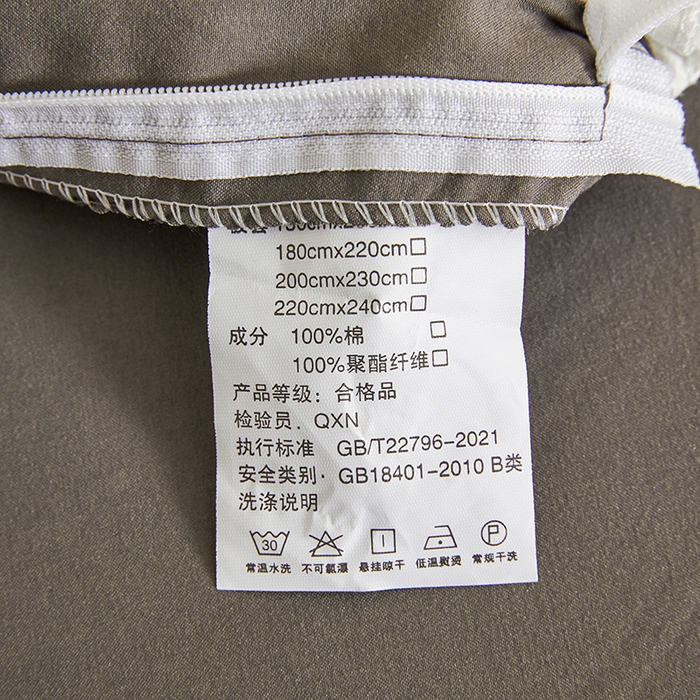 180cmx220cm□
200cmx230cm□
220cmx240cm□
成分 100%棉 □
100%聚酯纤维□
产品等级：合格品
检验员．QXN
执行标准 GB/T22796-2021
安全类别· GB18401-2010 B类
洗涤说明
30 P
常温水洗 不可氯漂 悬挂晾干 低温熨烫 常规干洗